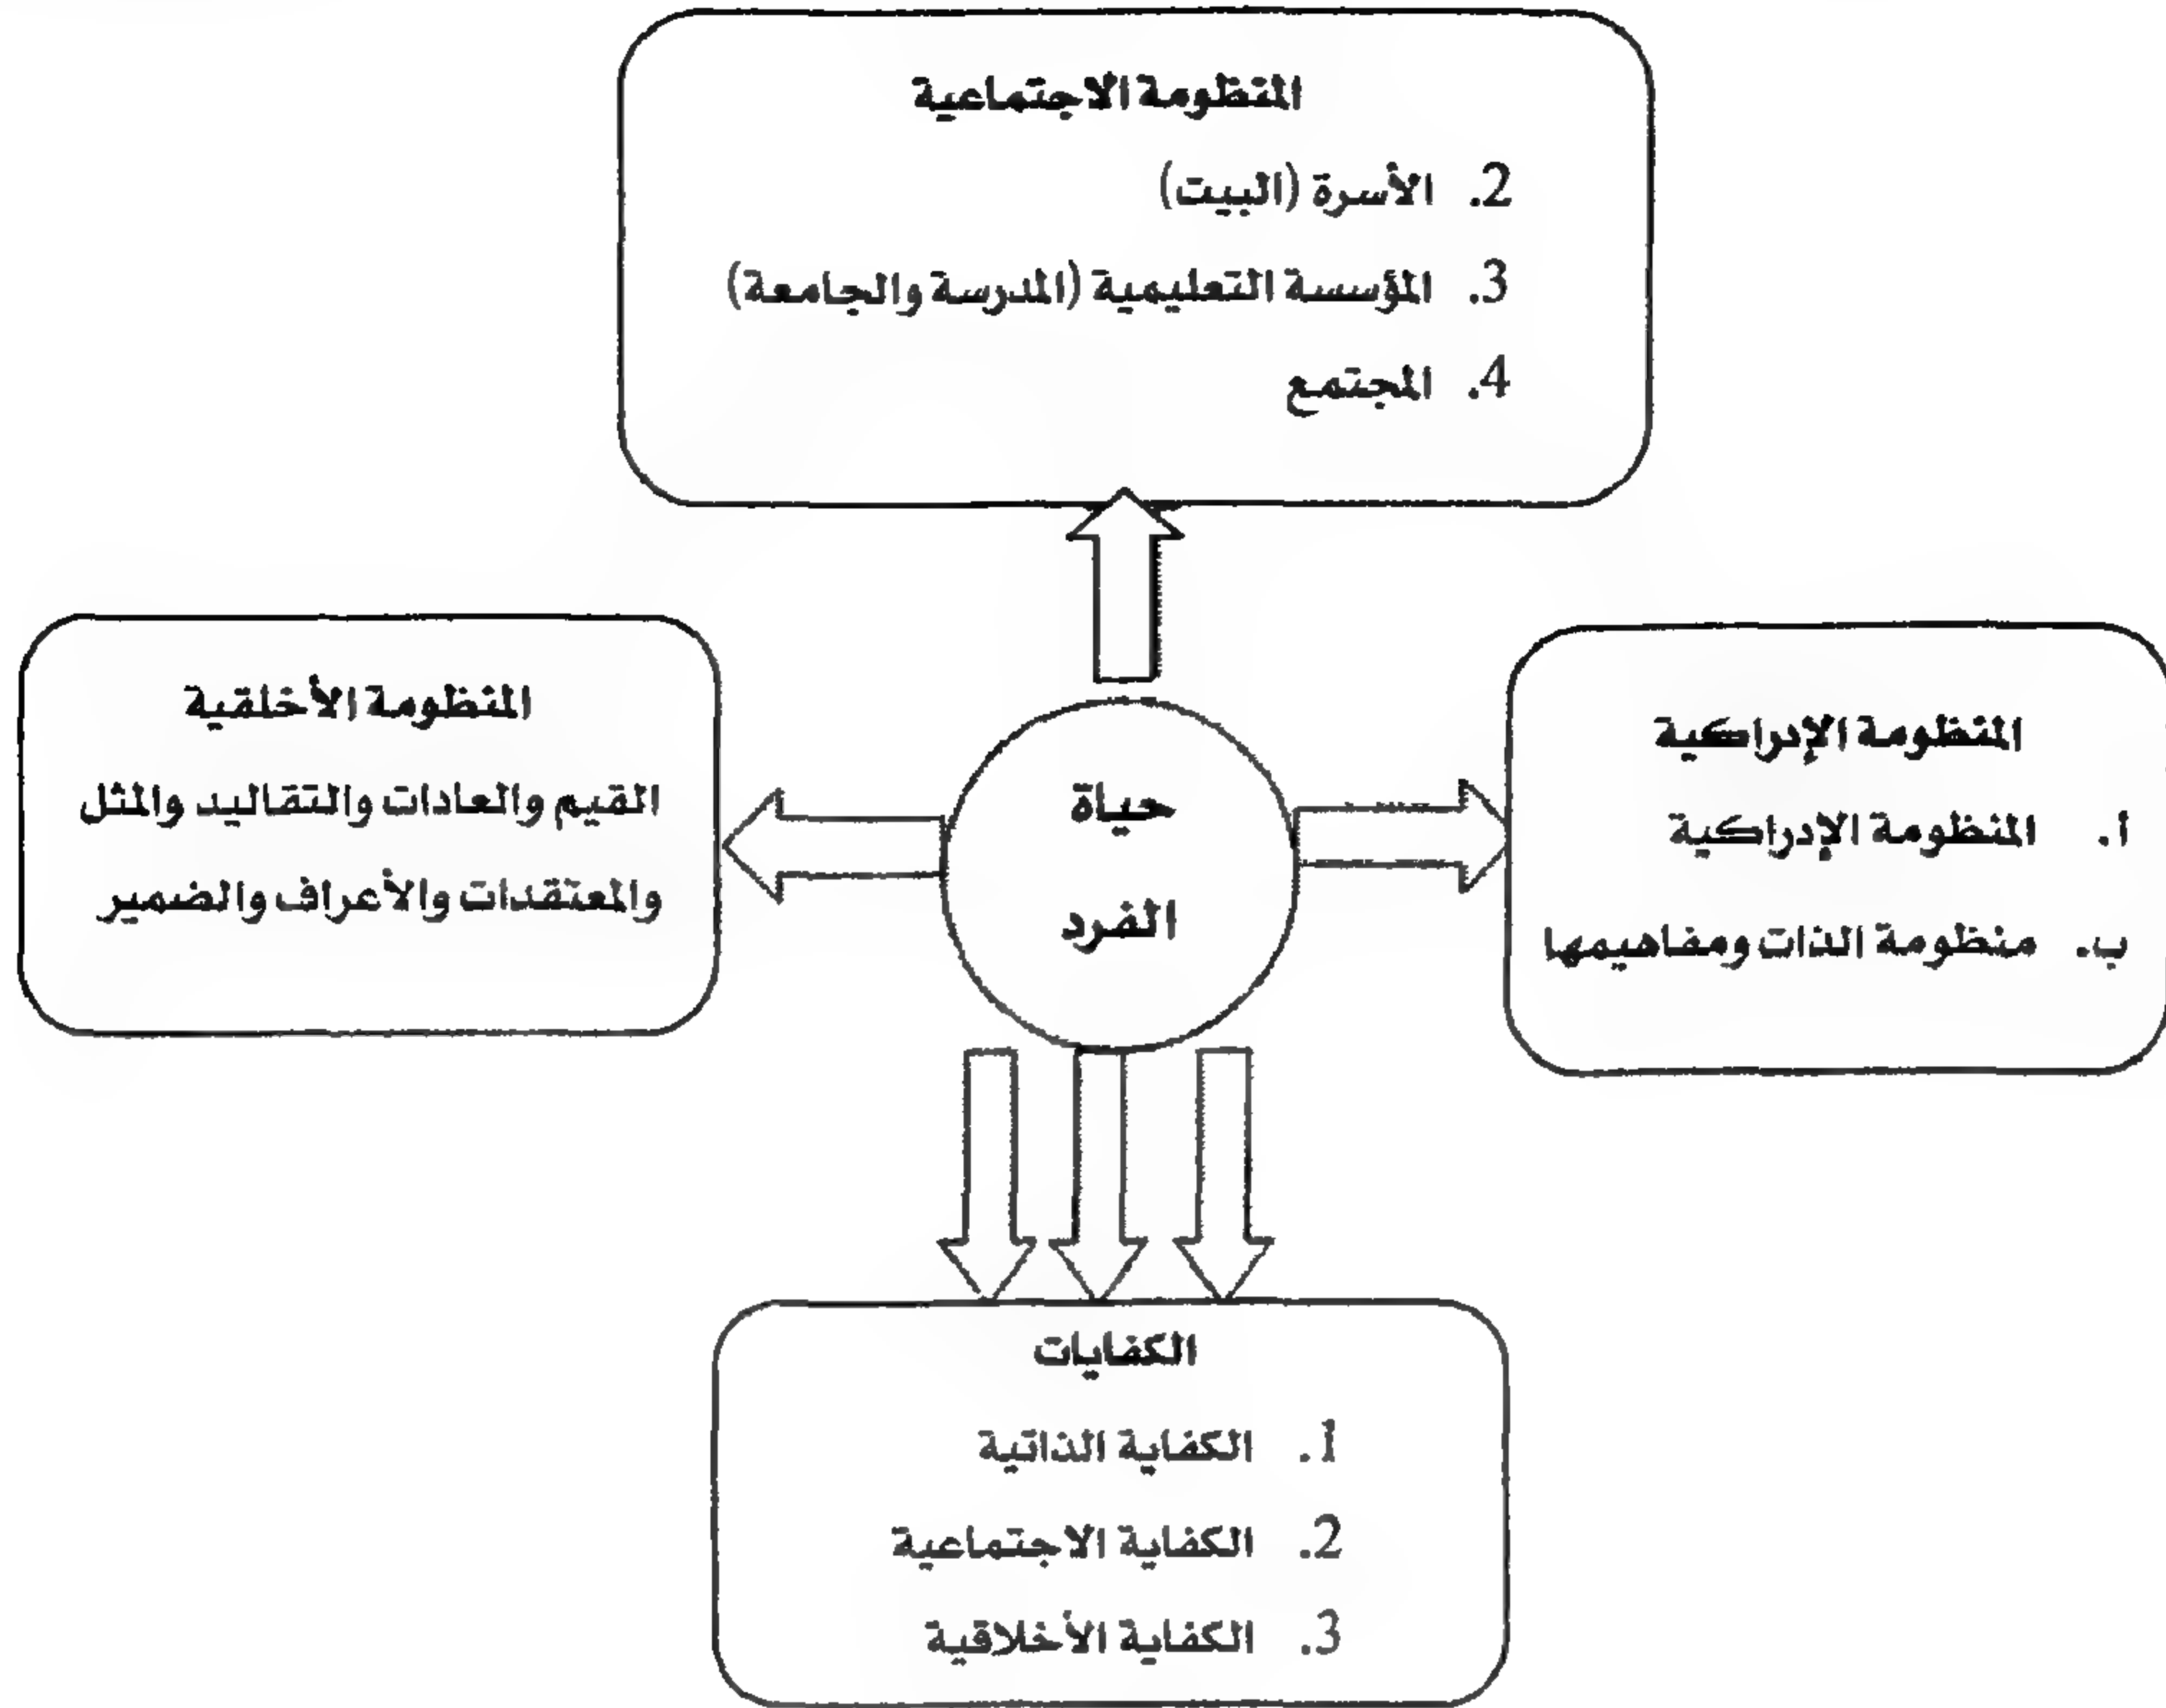 المنظومة الاجتماعية
2. الأسرة (البيت)
3. المؤسسة التعليمية (المدرسة والجامعة)
4. المجتمع
المنظومة الإدراكية
أ. المنظومة الإدراكية
ب. منظومة الذات ومفاهيمها
حياة
الفرد
المنظومة الأخلقية
القيم والعادات والتقاليد والمثل
والمعتقدات والأعراف والضمير
الكفايات
1. الكفاية الذاتية
2. الكفاية الاجتماعية
3. الكفاية الأخلاقية